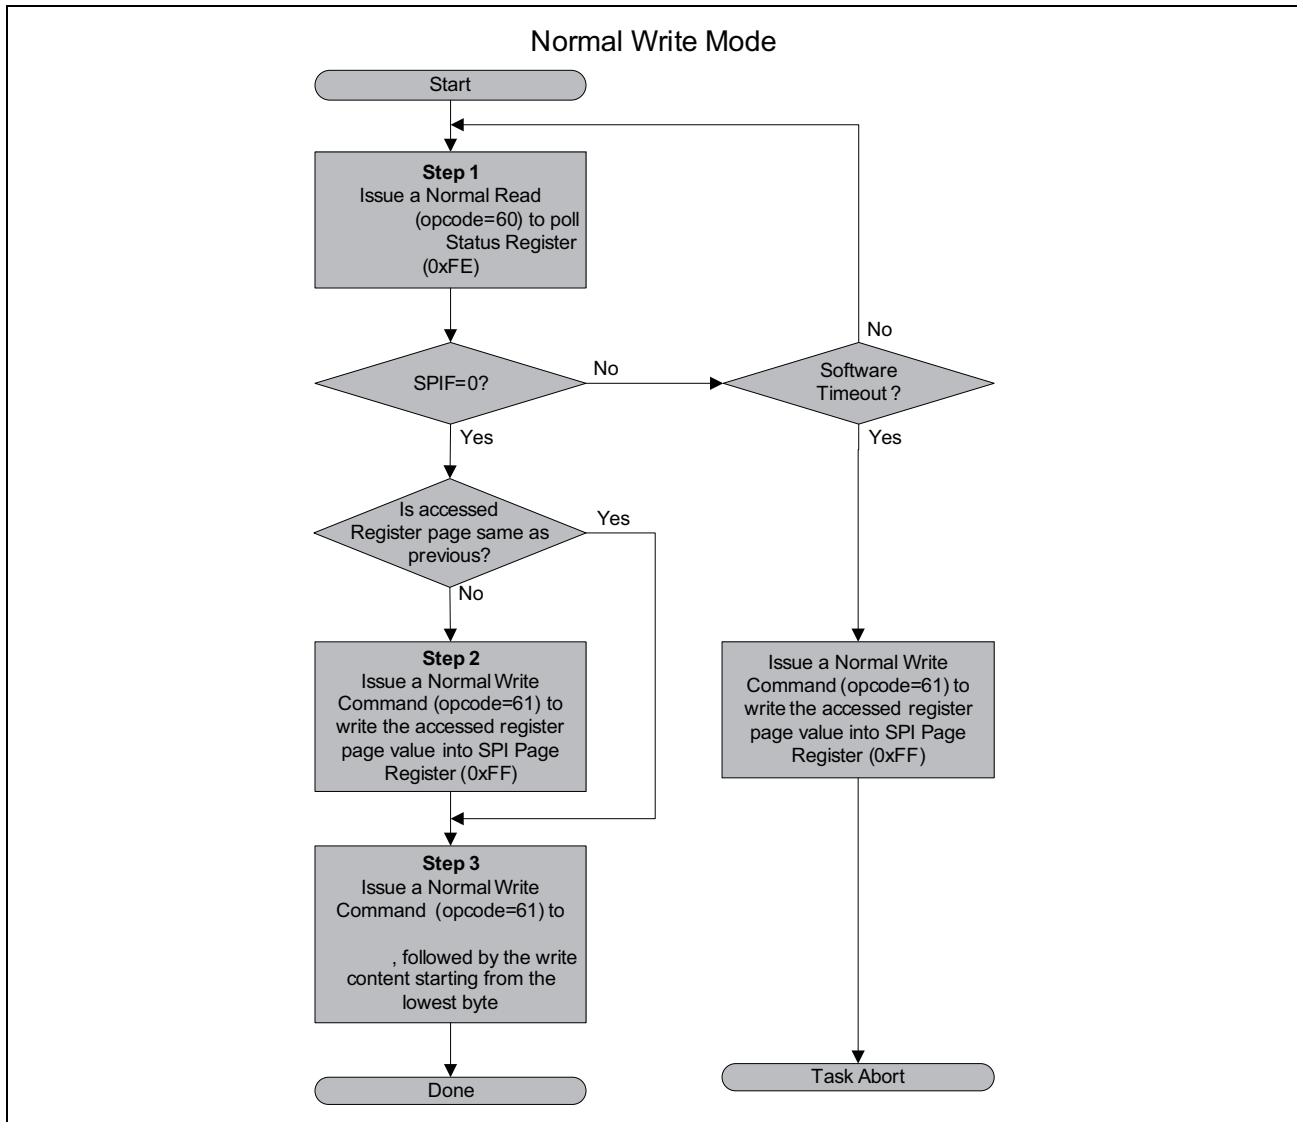 Normal Write Mode
Start
Step 1
Issue a Normal Read
(opcode=60) to poll
Status Register
(0xFE)
SPIF=0?
No
Software
Timeout ?
No
Yes
Yes
Is accessed
Register page same as
previous?
Yes
No
Step 2
Issue a Normal Write
Command (opcode=61) to
write the accessed register
page value into SPI Page
Register (0xFF)
Issue a Normal Write
Command (opcode=61) to
write the accessed register
page value into SPI Page
Register (0xFF)
Step 3
Issue a Normal Write
Command (opcode=61) to
, followed by the write
content starting from the
lowest byte
Done
Task Abort